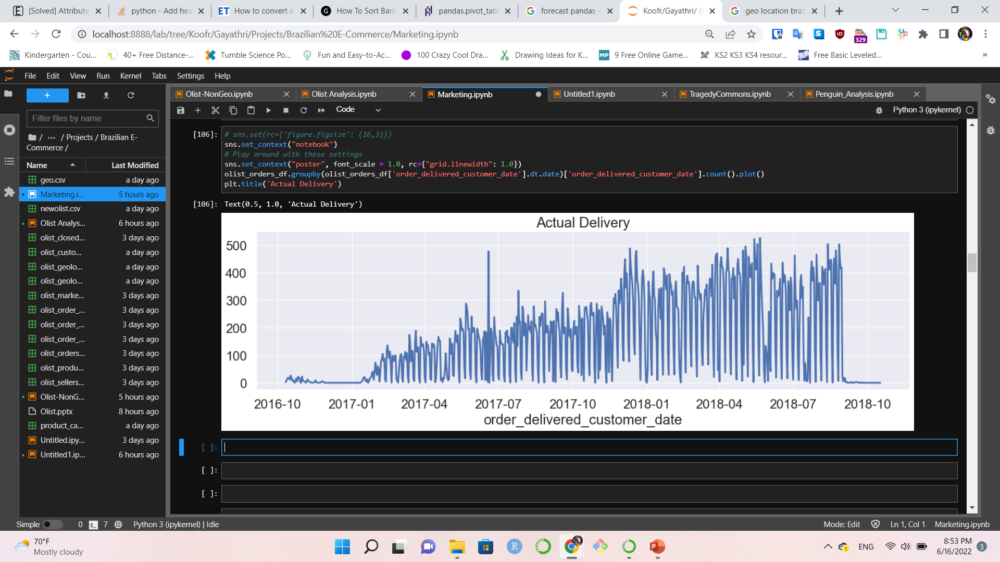 [Solved] Attribute
python - Add hea
ET How to convert a
G How To Sort Bars
pandas.pivot_tabl
forecast pandas -
Koofr/Gayathri/ (6
geo location braz
localhost:8888/lab/tree/Koofr/Gayathri/Projects/Brazilian%20E-Commerce/Marketing.ipynb
329
Kindergarten - Cou...
40+ Free Distance-...
Tumble Science Po...
Fun and Easy-to-Ac...
100 Crazy Cool Dra...
Drawing Ideas for K...
MP 9 Free Online Game...
KS2 KS3 KS4 resour...
Free Basic Leveled...
»
File Edit View Run Kernel Tabs Settings Help
Olist-NonGeo.ipynb
Olist Analysis.ipynb
Marketing.ipynb
Untitled1.ipynb
TragedyCommons.ipynb
Penguin_Analysis.ipynb
Code
Python 3 (ipykernel)
Filter files by name
/ ··· / Projects / Brazilian E-
Commerce /
Name Last Modified
geo.csv a day ago
Marketing.i... 5 hours ago
newolist.csv a day ago
Olist Analys... 6 hours ago
olist_closed... 3 days ago
olist_custo... a day ago
olist_geolo... a day ago
olist_geolo... a day ago
olist_marke... 3 days ago
olist_order_... 3 days ago
olist_order_... 3 days ago
olist_order_... 3 days ago
olist_orders... 3 days ago
olist_produ... 3 days ago
olist_sellers... 3 days ago
Olist-NonG... 5 hours ago
Olist.pptx 8 hours ago
product_ca... a day ago
Untitled.ipy... 3 days ago
Untitled1.ip... 6 hours ago
[106]: # sns.set(rc={'figure.figsize': (16,3)})
sns.set_context("notebook")
# Play around with these settings
sns.set_context("poster", font_scale = 1.0, rc={"grid.linewidth": 1.0})
olist_orders_df.groupby(olist_orders_df['order_delivered_customer_date'].dt.date)['order_delivered_customer_date'].count().plot()
plt.title('Actual Delivery')
[106]: Text(0.5, 1.0, 'Actual Delivery')
Actual Delivery
500
400
300
200
100
0
2016-10 2017-01 2017-04 2017-07 2017-10 2018-01 2018-04 2018-07 2018-10
order_delivered_customer_date
[ ]:
[ ]:
[ ]:
Simple 0 $_ 7 Python 3 (ipykernel) | Idle
Mode: Edit Ln 1, Col 1 Marketing.ipynb
70°F
Mostly cloudy
ENG
8:53 PM
6/16/2022
3